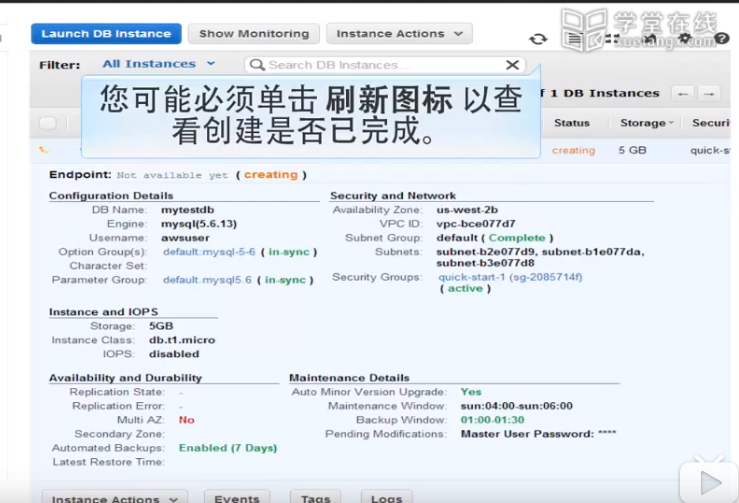 Launch DB Instance Show Monitoring Instance Actions
学堂在线
xuetangx.com
Filter: All Instances Search DB Instances...
f 1 DB Instances
您可能必须单击 刷新图标 以查
看创建是否已完成。
Status Storage Securi
creating 5 GB quick-s
Endpoint: Not available yet ( creating )
Configuration Details
DB Name: mytestdb
Engine: mysql(5.6.13)
Username: awsuser
Option Group(s): default:mysql-5-6 ( in-sync )
Character Set:
Parameter Group: default.mysql5.6 ( in-sync )
Security and Network
Availability Zone: us-west-2b
VPC ID: vpc-bce077d7
Subnet Group: default ( Complete )
Subnets: subnet-b2e077d9, subnet-b1e077da,
subnet-b3e077d8
Security Groups: quick-start-1 (sg-2085714f)
( active )
Instance and IOPS
Storage: 5GB
Instance Class: db.t1.micro
IOPS: disabled
Availability and Durability
Replication State: -
Replication Error: -
Multi AZ: No
Secondary Zone:
Automated Backups: Enabled (7 Days)
Latest Restore Time:
Maintenance Details
Auto Minor Version Upgrade: Yes
Maintenance Window: sun:04:00-sun:06:00
Backup Window: 01:00-01:30
Pending Modifications: Master User Password: ****
Instance Actions Events Tags Logs